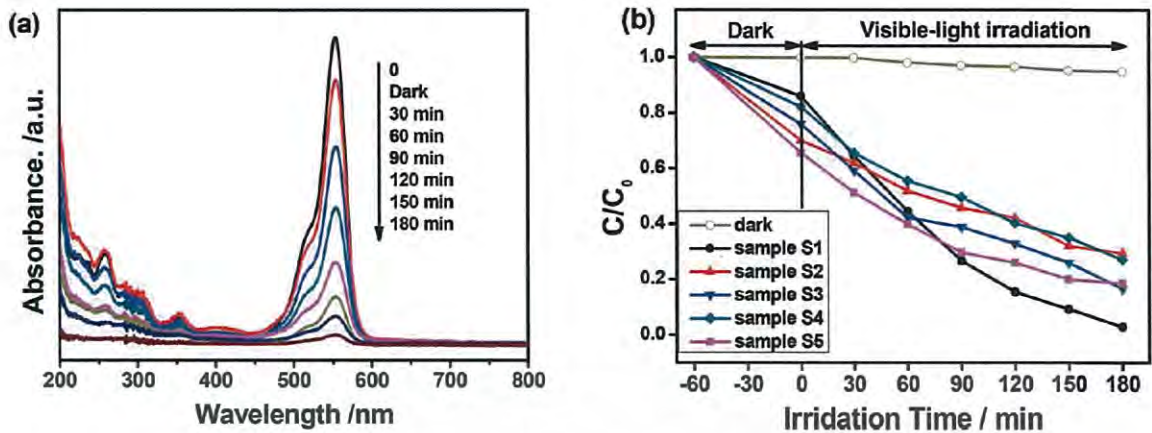 (a)
0
Dark
30 min
60 min
90 min
120 min
150 min
180 min
Absorbance. /a.u.
200 300 400 500 600 700 800
Wavelength /nm
(b)
Dark Visible-light irradiation
1.0
0.8
0.6
0.4
0.2
0.0
C/C0
dark
sample S1
sample S2
sample S3
sample S4
sample S5
-60 -30 0 30 60 90 120 150 180
Irridation Time / min